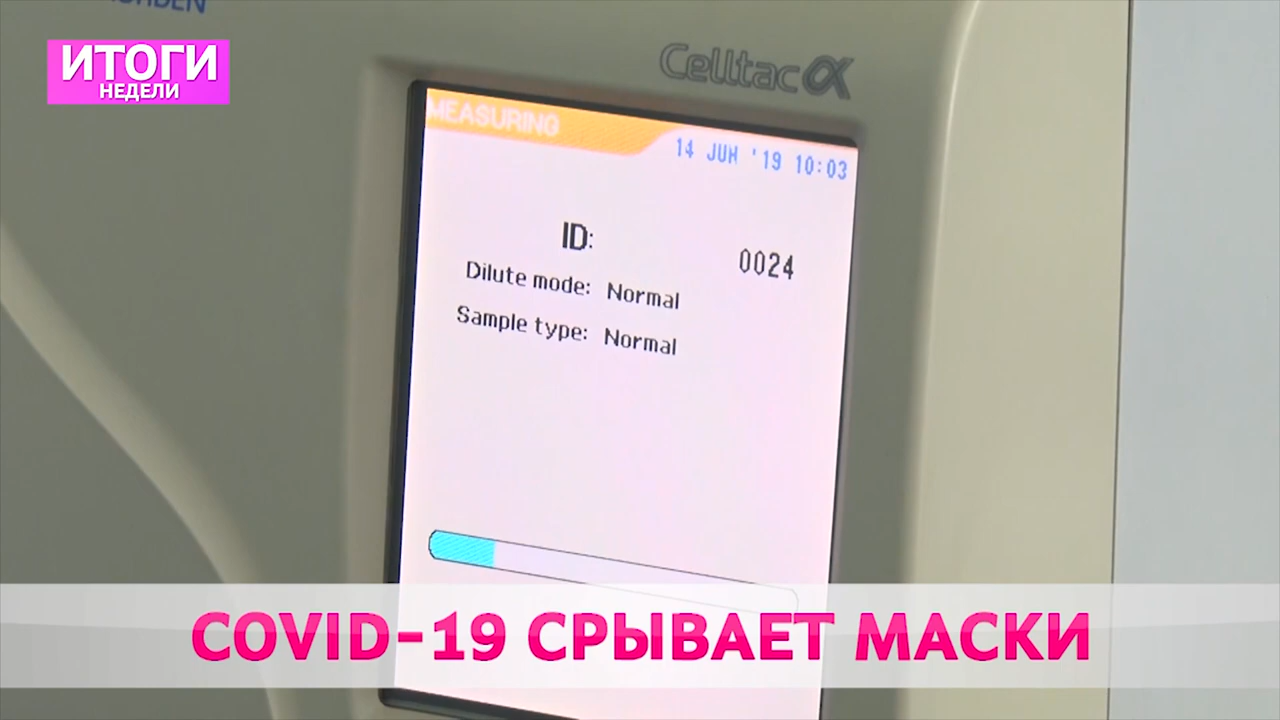 ИТОГИ
НЕДЕЛИ
Celltac α
MEASURING
14 JUN '19 10:03
ID:
0024
Dilute mode: Normal
Sample type: Normal
COVID-19 СРЫВАЕТ МАСКИ